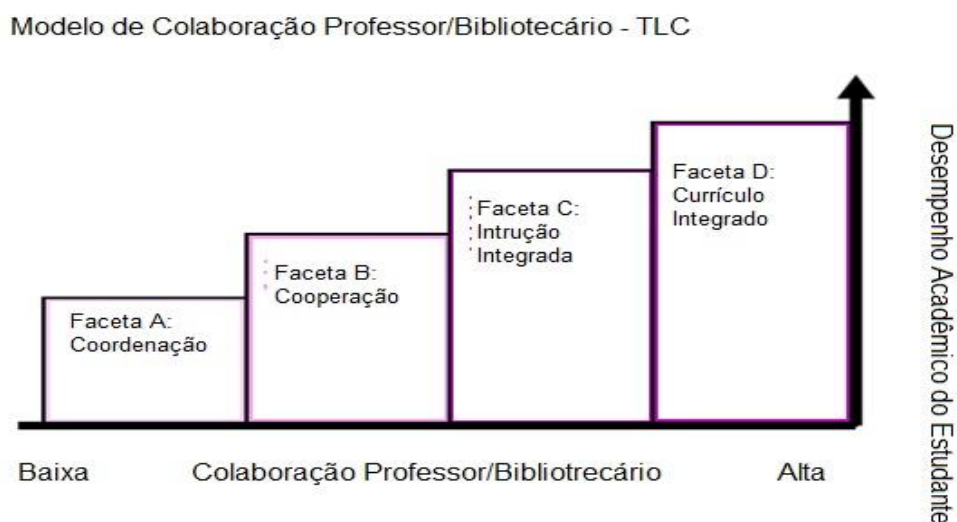 Modelo de Colaboração Professor/Bibliotecário - TLC
Faceta A:
Coordenação
Faceta B:
Cooperação
Faceta C:
Intrução
Integrada
Faceta D:
Currículo
Integrado
Desempenho Acadêmico do Estudante
Baixa Colaboração Professor/Bibliotrecário Alta